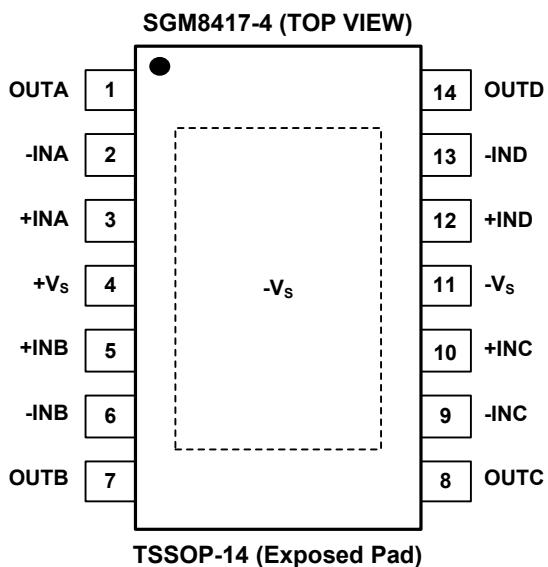 SGM8417-4 (TOP VIEW)
OUTA 1 14 OUTD
-INA 2 13 -IND
+INA 3 12 +IND
+VS 4 -VS 11 -VS
+INB 5 10 +INC
-INB 6 9 -INC
OUTB 7 8 OUTC
TSSOP-14 (Exposed Pad)